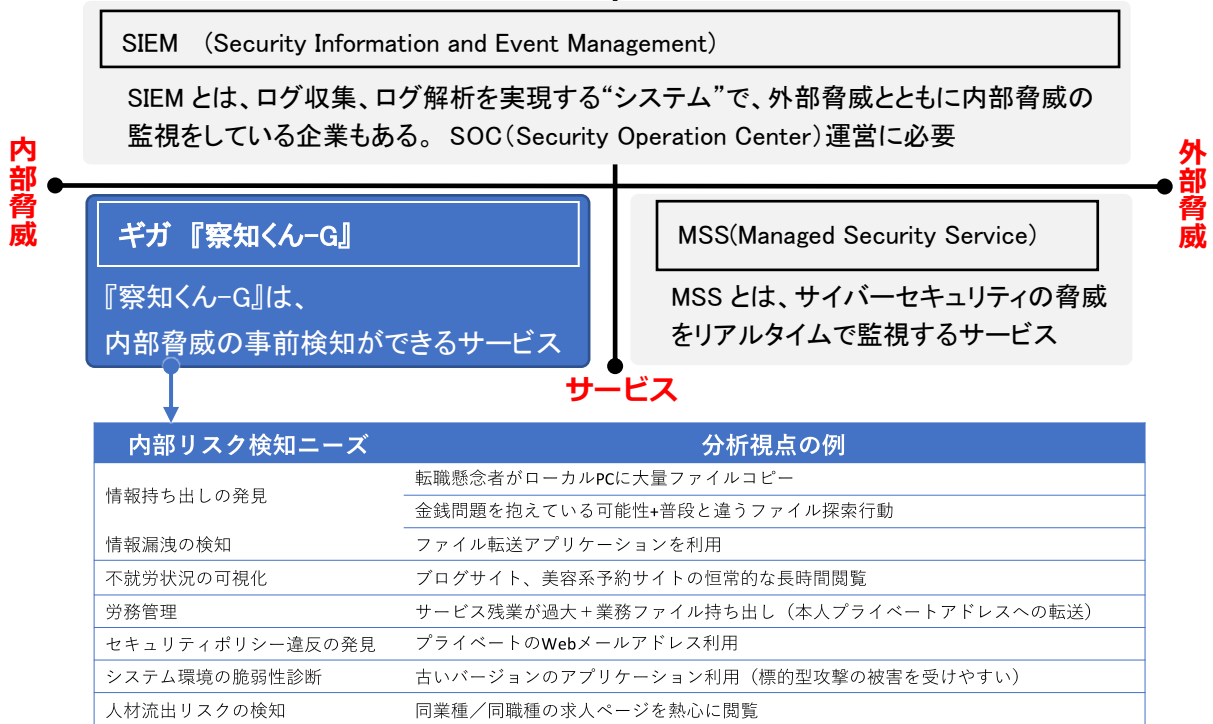 SIEM （Security Information and Event Management）
SIEM とは、ログ収集、ログ解析を実現する“システム”で、外部脅威とともに内部脅威の
監視をしている企業もある。 SOC（Security Operation Center）運営に必要
内部脅威
外部脅威
ギガ 『察知くん-G』
『察知くん-G』は、
内部脅威の事前検知ができるサービス
MSS(Managed Security Service)
MSS とは、サイバーセキュリティの脅威
をリアルタイムで監視するサービス
サービス
内部リスク検知ニーズ 分析視点の例
情報持ち出しの発見 転職懸念者がローカルPCに大量ファイルコピー
金銭問題を抱えている可能性+普段と違うファイル探索行動
情報漏洩の検知 ファイル転送アプリケーションを利用
不就労状況の可視化 ブログサイト、美容系予約サイトの恒常的な長時間閲覧
労務管理 サービス残業が過大＋業務ファイル持ち出し（本人プライベートアドレスへの転送）
セキュリティポリシー違反の発見 プライベートのWebメールアドレス利用
システム環境の脆弱性診断 古いバージョンのアプリケーション利用（標的型攻撃の被害を受けやすい）
人材流出リスクの検知 同業種／同職種の求人ページを熱心に閲覧